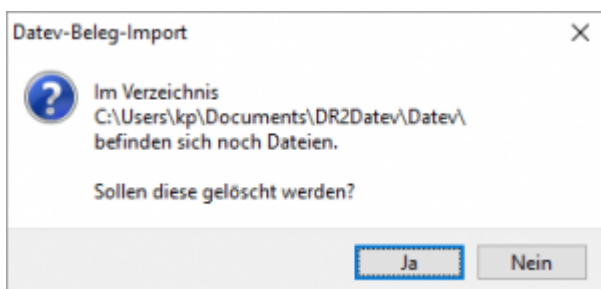 Datev-Beleg-Import
Im Verzeichnis
C:\Users\kp\Documents\DR2Datev\Datev\
befinden sich noch Dateien.
Sollen diese gelöscht werden?
Ja
Nein